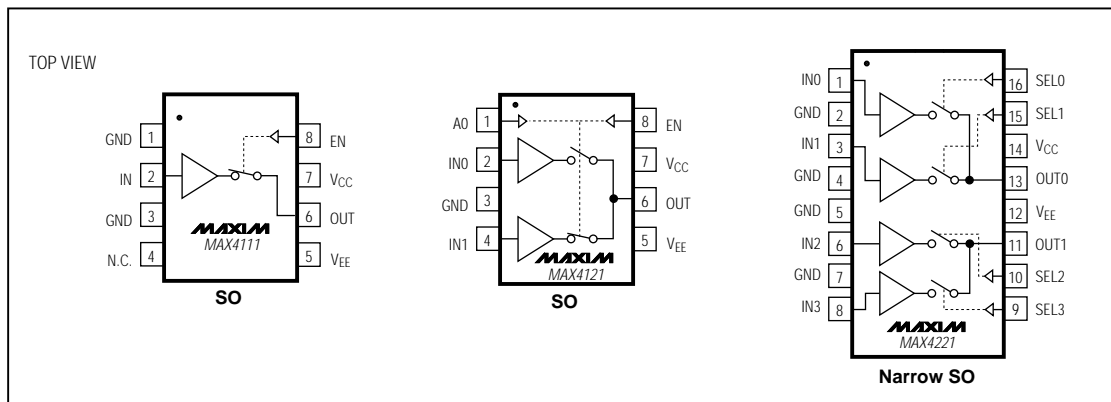 TOP VIEW
GND 1
IN 2
GND 3
N.C. 4
8 EN
7 VCC
6 OUT
5 VEE
MAXIM
MAX4111
SO
A0 1
IN0 2
GND 3
IN1 4
8 EN
7 VCC
6 OUT
5 VEE
MAXIM
MAX4121
SO
IN0 1
GND 2
IN1 3
GND 4
GND 5
IN2 6
GND 7
IN3 8
16 SEL0
15 SEL1
14 VCC
13 OUT0
12 VEE
11 OUT1
10 SEL2
9 SEL3
MAXIM
MAX4221
Narrow SO